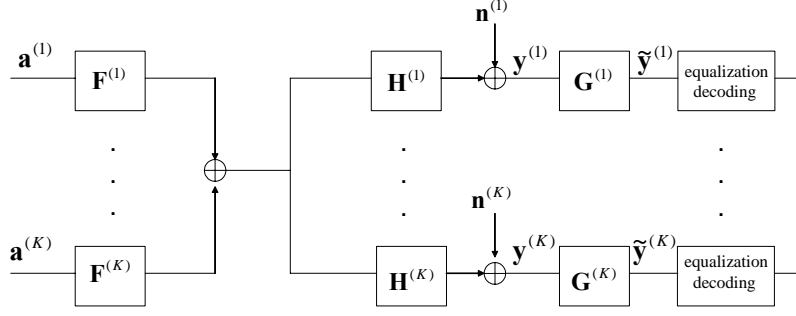 n^{(1)}
a^{(1)} F^{(1)} H^{(1)} y^{(1)} G^{(1)} ỹ^{(1)} equalization
decoding
n^{(K)}
a^{(K)} F^{(K)} H^{(K)} y^{(K)} G^{(K)} ỹ^{(K)} equalization
decoding